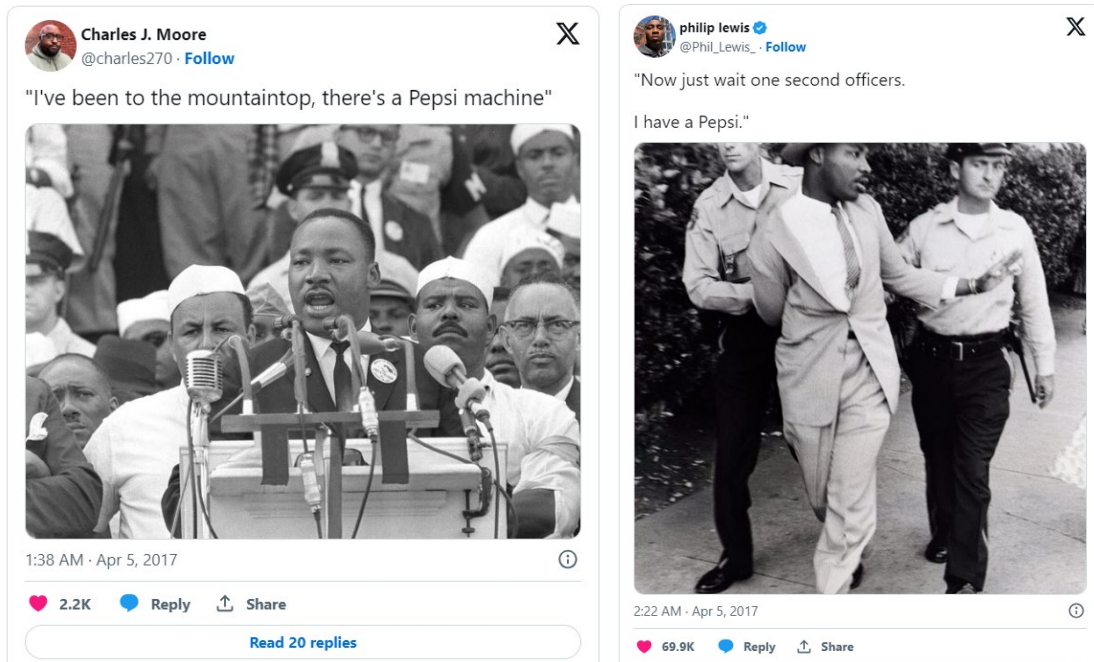 Charles J. Moore
@charles270 · Follow
"I've been to the mountaintop, there's a Pepsi machine"
1:38 AM · Apr 5, 2017
2.2K Reply Share
Read 20 replies
philip lewis
@Phil_Lewis_ · Follow
"Now just wait one second officers.
I have a Pepsi."
2:22 AM · Apr 5, 2017
69.9K Reply Share